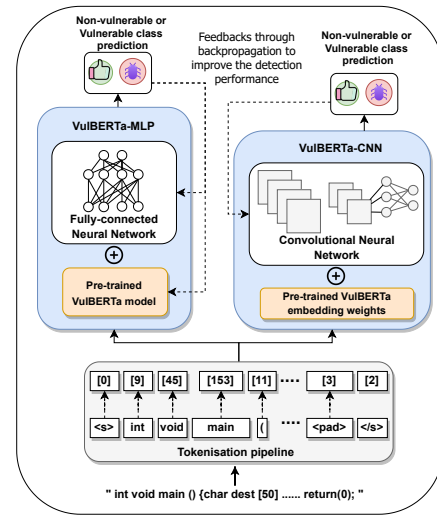 Non-vulnerable or
Vulnerable class
prediction
Feedbacks through
backpropagation to
improve the detection
performance
Non-vulnerable or
Vulnerable class
prediction
VulBERTa-MLP
Fully-connected
Neural Network
Pre-trained
VulBERTa model
VulBERTa-CNN
Convolutional Neural
Network
Pre-trained VulBERTa
embedding weights
[0] [9] [45] [153] [11] .... [3] [2]
<s> int void main ( .... <pad> </s>
Tokenisation pipeline
" int void main () {char dest [50] ...... return(0); "